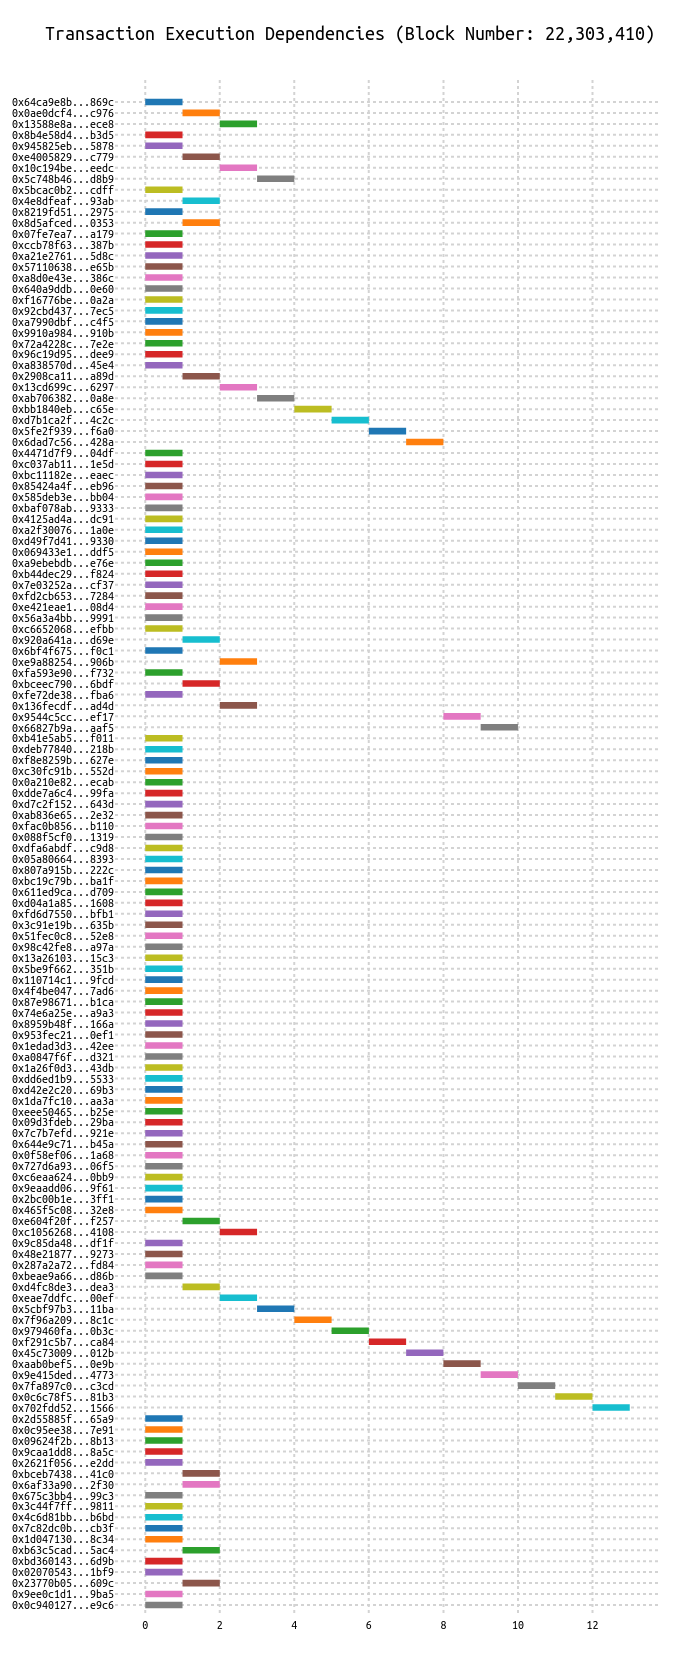 Transaction Execution Dependencies (Block Number: 22,303,410)
0x64ca9e8b...869c
0x0ae0dcf4...c976
0x13588e8a...ece8
0x8b4e58d4...b3d5
0x945825eb...5878
0xe4005829...c779
0x10c194be...eedc
0x5c748b46...d8b9
0x5bcac0b2...cdff
0x4e8dfeaf...93ab
0x8219fd51...2975
0x8d5afced...0353
0x07fe7ea7...a179
0xccb78f63...387b
0xa21e2761...5d8c
0x57110638...e65b
0xa8d0e43e...386c
0x640a9ddb...0e60
0xf16776be...0a2a
0x92cbd437...7ec5
0xa7990dbf...c4f5
0x9910a984...910b
0x72a4228c...7e2e
0x96c19d95...dee9
0xa838570d...45e4
0x2908ca11...a89d
0x13cd699c...6297
0xab706382...0a8e
0xbb1840eb...c65e
0xd7b1ca2f...4c2c
0x5fe2f939...f6a0
0x6dad7c56...428a
0x4471d7f9...04df
0xc037ab11...1e5d
0xbc11182e...eaec
0x85424a4f...eb96
0x585deb3e...bb04
0xbaf078ab...9333
0x4125ad4a...dc91
0xa2f30076...1a0e
0xd49f7d41...9330
0x069433e1...ddf5
0xa9ebebdb...e76e
0xb44dec29...f824
0x7e03252a...cf37
0xfd2cb653...7284
0xe421eae1...08d4
0x56a3a4bb...9991
0xc6652068...efbb
0x920a641a...d69e
0x6bf4f675...f0c1
0xe9a88254...906b
0xfa593e90...f732
0xbceec790...6bdf
0xfe72de38...fba6
0x136fecdf...ad4d
0x9544c5cc...ef17
0x66827b9a...aaf5
0xb41e5ab5...f011
0xdeb77840...218b
0xf8e8259b...627e
0xc30fc91b...552d
0x0a210e82...ecab
0xdde7a6c4...99fa
0xd7c2f152...643d
0xab836e65...2e32
0xfac0b856...b110
0x088f5cf0...1319
0xdfa6abdf...c9d8
0x05a80664...8393
0x807a915b...222c
0xbc19c79b...ba1f
0x611ed9ca...d709
0xd04a1a85...1608
0xfd6d7550...bfb1
0x3c91e19b...635b
0x51fec0c8...52e8
0x98c42fe8...a97a
0x13a26103...15c3
0x5be9f662...351b
0x110714c1...9fcd
0x4f4be047...7ad6
0x87e98671...b1ca
0x74e6a25e...a9a3
0x8959b48f...166a
0x953fec21...0ef1
0x1edad3d3...42ee
0xa0847f6f...d321
0x1a26f0d3...43db
0xdd6ed1b9...5533
0xd42e2c20...69b3
0x1da7fc10...aa3a
0xeee50465...b25e
0x09d3fdeb...29ba
0x7c7b7efd...921e
0x644e9c71...b45a
0x0f58ef06...1a68
0x727d6a93...06f5
0xc6eaa624...0bb9
0x9eaadd06...9f61
0x2bc00b1e...3ff1
0x465f5c08...32e8
0xe604f20f...f257
0xc1056268...4108
0x9c85da48...df1f
0x48e21877...9273
0x287a2a72...fd84
0xbeae9a66...d86b
0xd4fc8de3...dea3
0xeae7ddfc...00ef
0x5cbf97b3...11ba
0x7f96a209...8c1c
0x979460fa...0b3c
0xf291c5b7...ca84
0x45c73009...012b
0xaab0bef5...0e9b
0x9e415ded...4773
0x7fa897c0...c3cd
0x0c6c78f5...81b3
0x702fdd52...1566
0x2d55885f...65a9
0x0c95ee38...7e91
0x09624f2b...8b13
0x9caa1dd8...8a5c
0x2621f056...e2dd
0xbceb7438...41c0
0x6af33a90...2f30
0x675c3bb4...99c3
0x3c44f7ff...9811
0x4c6d81bb...b6bd
0x7c82dc0b...cb3f
0x1d047130...8c34
0xb63c5cad...5ac4
0xbd360143...6d9b
0x02070543...1bf9
0x23770b05...609c
0x9ee0c1d1...9ba5
0x0c940127...e9c6
0 2 4 6 8 10 12